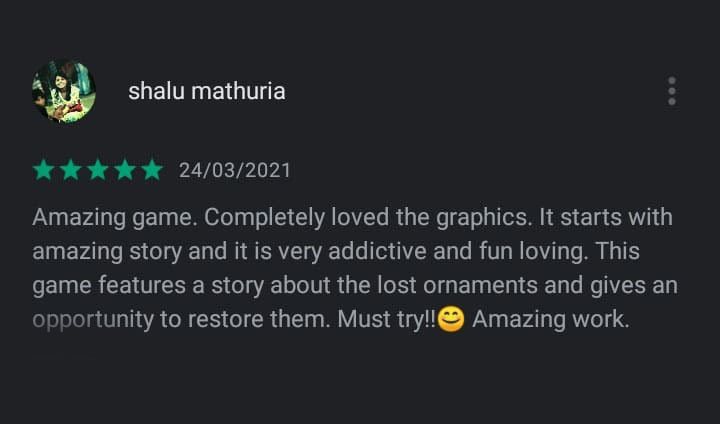 shalu mathuria
24/03/2021
Amazing game. Completely loved the graphics. It starts with
amazing story and it is very addictive and fun loving. This
game features a story about the lost ornaments and gives an
opportunity to restore them. Must try!!😊 Amazing work.